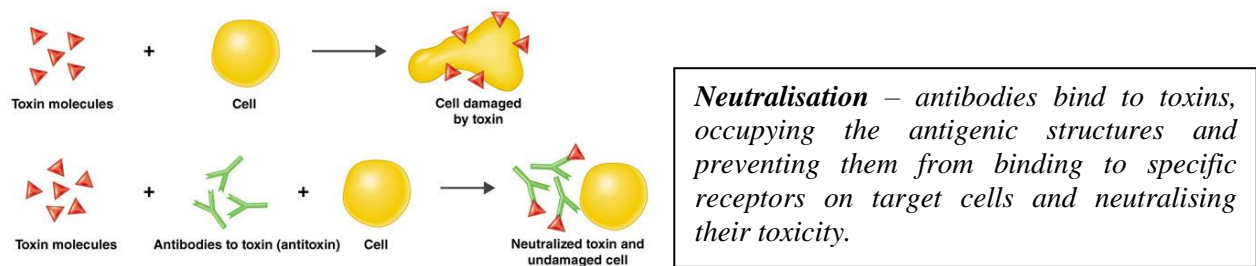 +
Toxin molecules
Cell
Cell damaged
by toxin
+
+
Toxin molecules
Antibodies to toxin (antitoxin)
Cell
Neutralized toxin and
undamaged cell
Neutralisation – antibodies bind to toxins,
occupying the antigenic structures and
preventing them from binding to specific
receptors on target cells and neutralising
their toxicity.